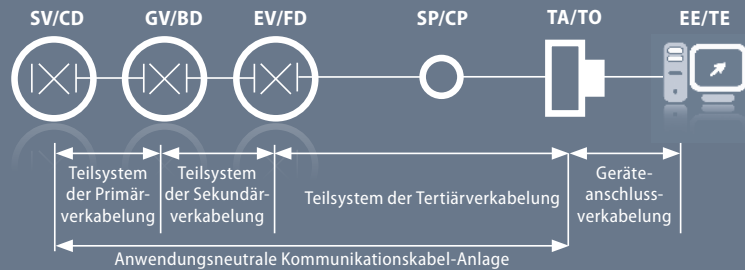 SV/CD GV/BD EV/FD SP/CP TA/TO EE/TE
Teilsystem
der Primär-
verkabelung
Teilsystem
der Sekundär-
verkabelung
Teilsystem der Tertiärverkabelung
Geräte-
anschluss-
verkabelung
Anwendungsneutrale Kommunikationskabel-Anlage